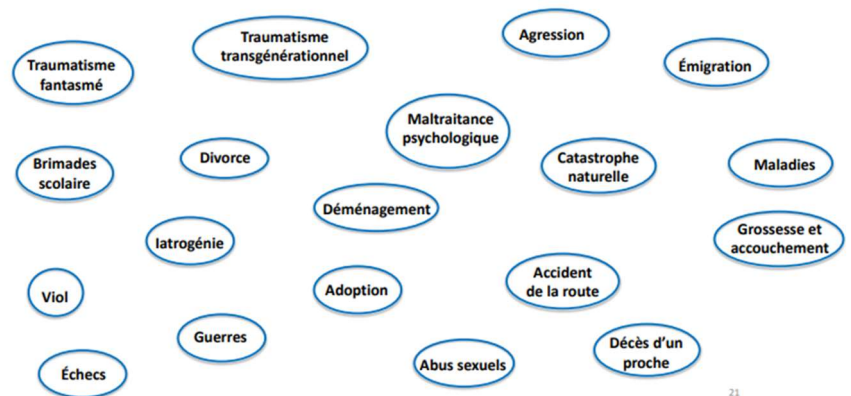 Traumatisme
transgénérationnel
Agression
Émigration
Traumatisme
fantasmé
Maltraitance
psychologique
Brimades
scolaire
Divorce
Catastrophe
naturelle
Maladies
Déménagement
Iatrogénie
Grossesse et
accouchement
Viol
Adoption
Accident
de la route
Guerres
Abus sexuels
Décès d'un
proche
Échecs
21